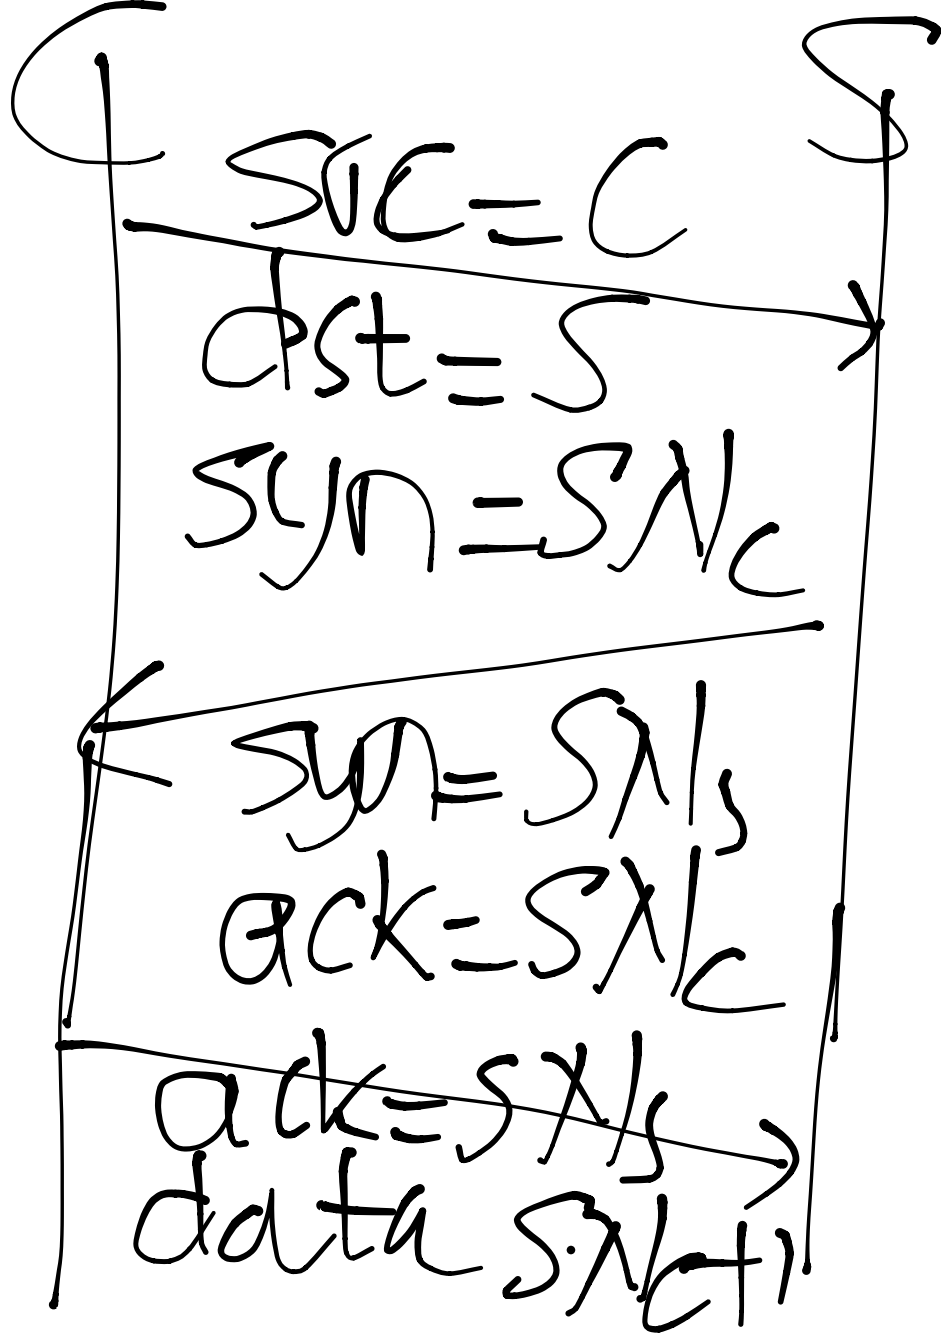 C S
src = C
dst = S
syn = SNc
syn = SNs
ack = SNc
ack = SNs
data SNc+1